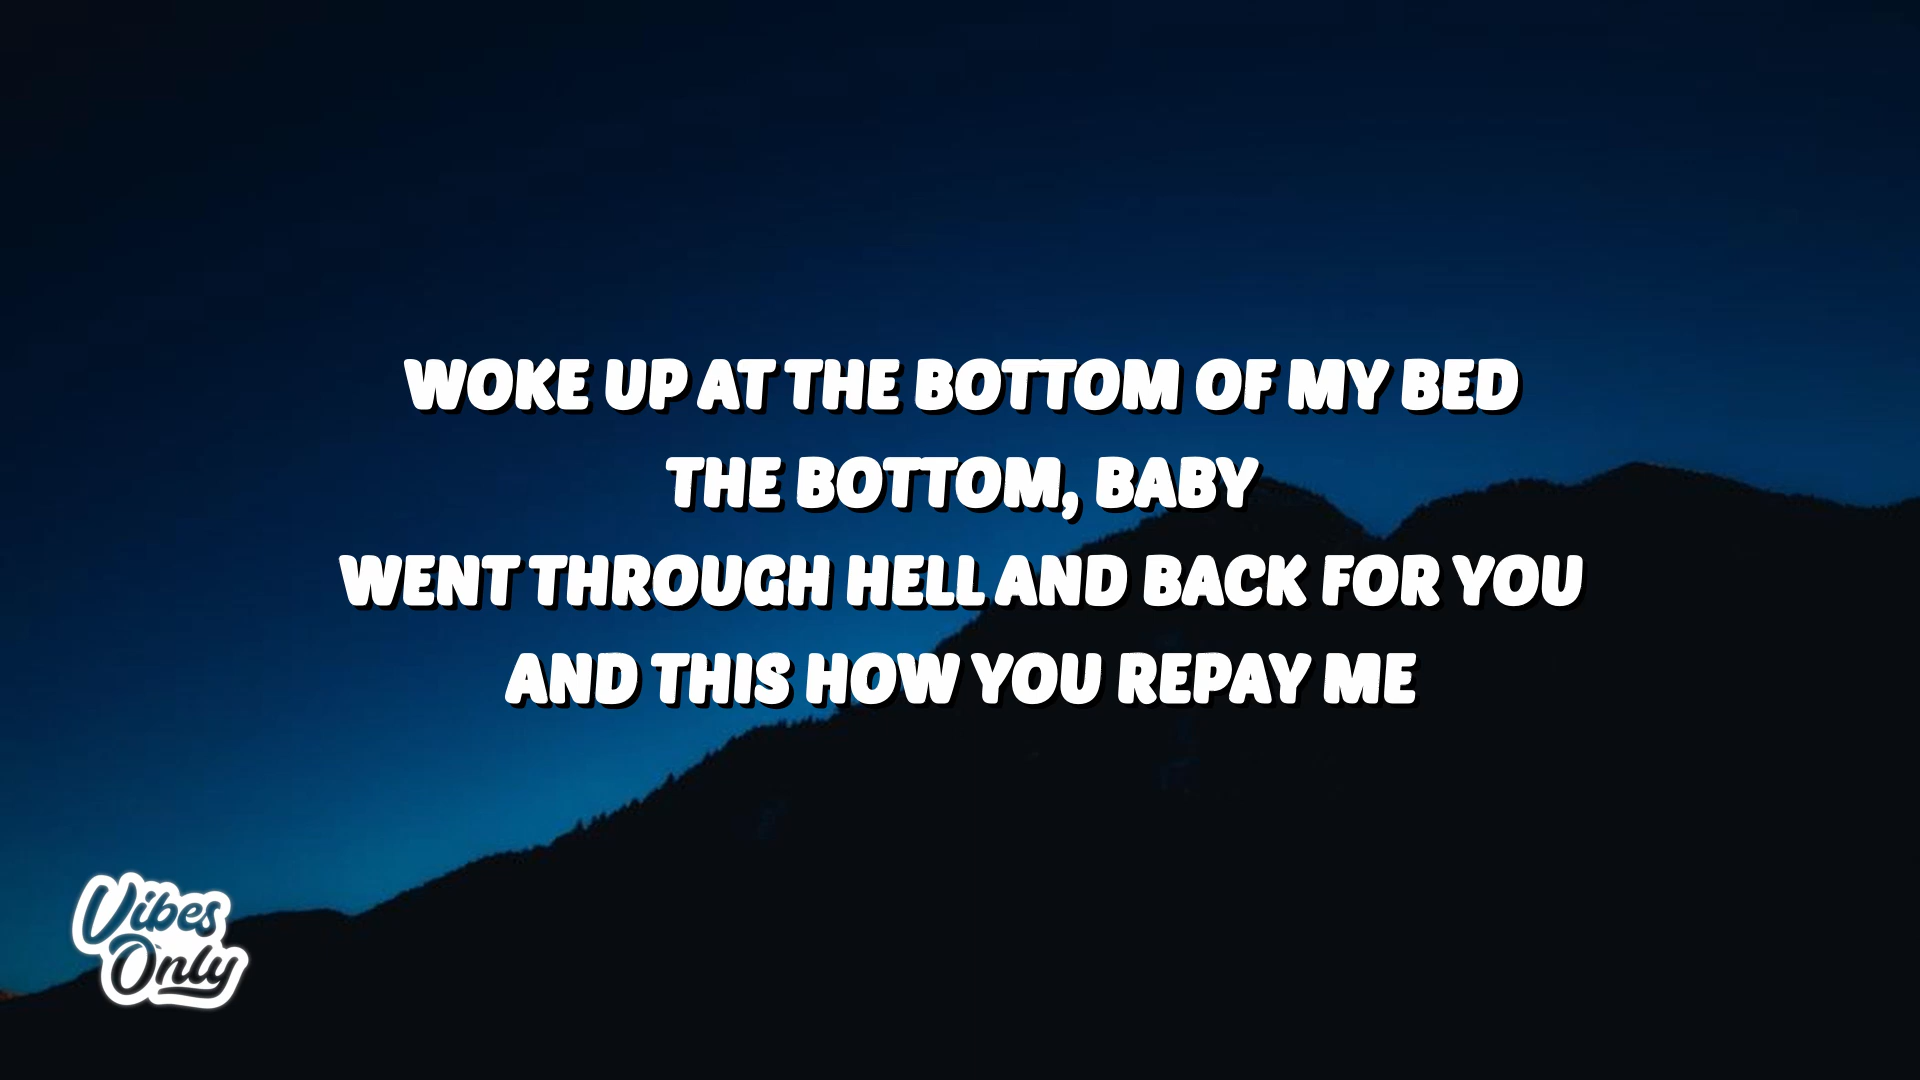 WOKE UP AT THE BOTTOM OF MY BED
THE BOTTOM, BABY
WENT THROUGH HELL AND BACK FOR YOU
AND THIS HOW YOU REPAY ME
Vibes
Only